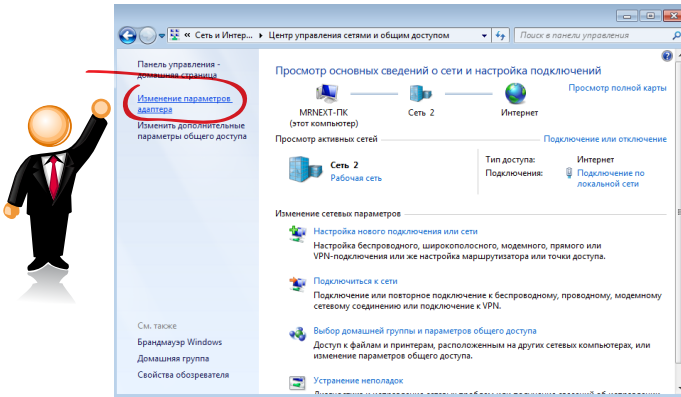 « Сеть и Интер... ▸ Центр управления сетями и общим доступом
Поиск в панели управления
Панель управления -
домашняя страница
Изменение параметров
адаптера
Изменить дополнительные
параметры общего доступа
См. также
Брандмауэр Windows
Домашняя группа
Свойства обозревателя
Просмотр основных сведений о сети и настройка подключений
Просмотр полной карты
MRNEXT-ПК
(этот компьютер)
Сеть 2
Интернет
Просмотр активных сетей
Подключение или отключение
Сеть 2
Рабочая сеть
Тип доступа: Интернет
Подключения: Подключение по
локальной сети
Изменение сетевых параметров
Настройка нового подключения или сети
Настройка беспроводного, широкополосного, модемного, прямого или
VPN-подключения или же настройка маршрутизатора или точки доступа.
Подключиться к сети
Подключение или повторное подключение к беспроводному, проводному, модемному
сетевому соединению или подключение к VPN.
Выбор домашней группы и параметров общего доступа
Доступ к файлам и принтерам, расположенным на других сетевых компьютерах, или
изменение параметров общего доступа.
Устранение неполадок